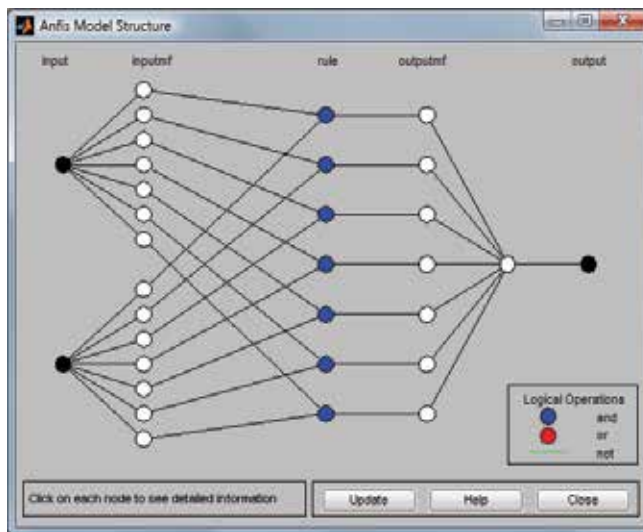 Anfis Model Structure
input inputmf rule outputmf output
Logical Operations
and
or
not
Click on each node to see detailed information
Update Help Close